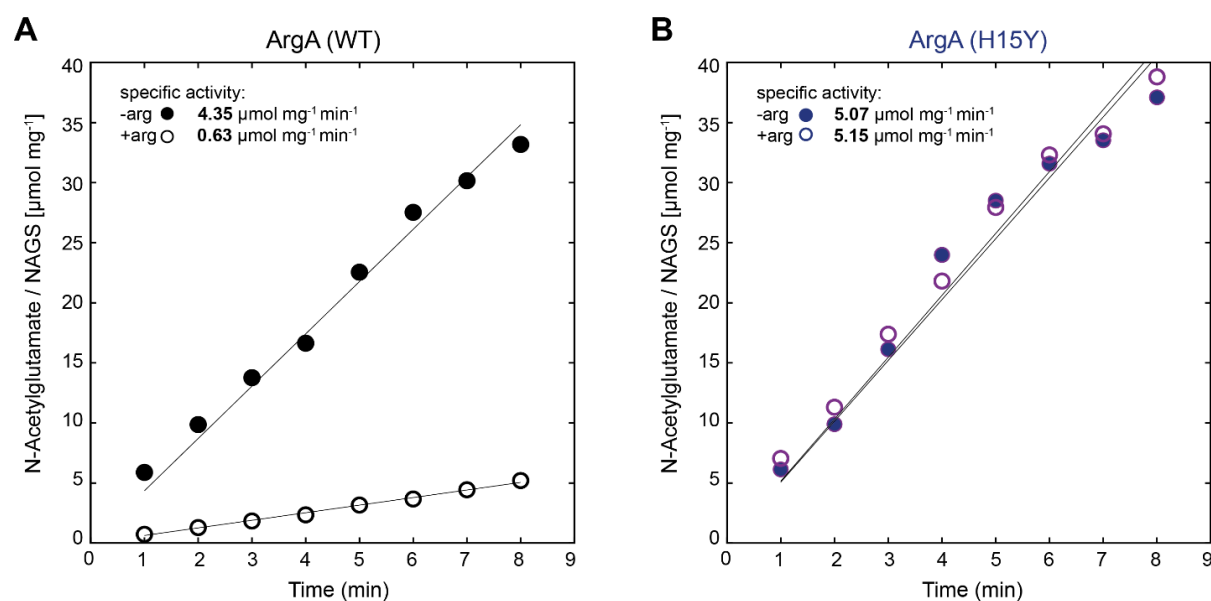 A
ArgA (WT)
N-Acetylglutamate / NAGS [µmol mg⁻¹]
40
35
30
25
20
15
10
5
0
specific activity:
-arg 4.35 µmol mg⁻¹ min⁻¹
+arg 0.63 µmol mg⁻¹ min⁻¹
0 1 2 3 4 5 6 7 8 9
Time (min)
B
ArgA (H15Y)
N-Acetylglutamate / NAGS [µmol mg⁻¹]
40
35
30
25
20
15
10
5
0
specific activity:
-arg 5.07 µmol mg⁻¹ min⁻¹
+arg 5.15 µmol mg⁻¹ min⁻¹
0 1 2 3 4 5 6 7 8 9
Time (min)